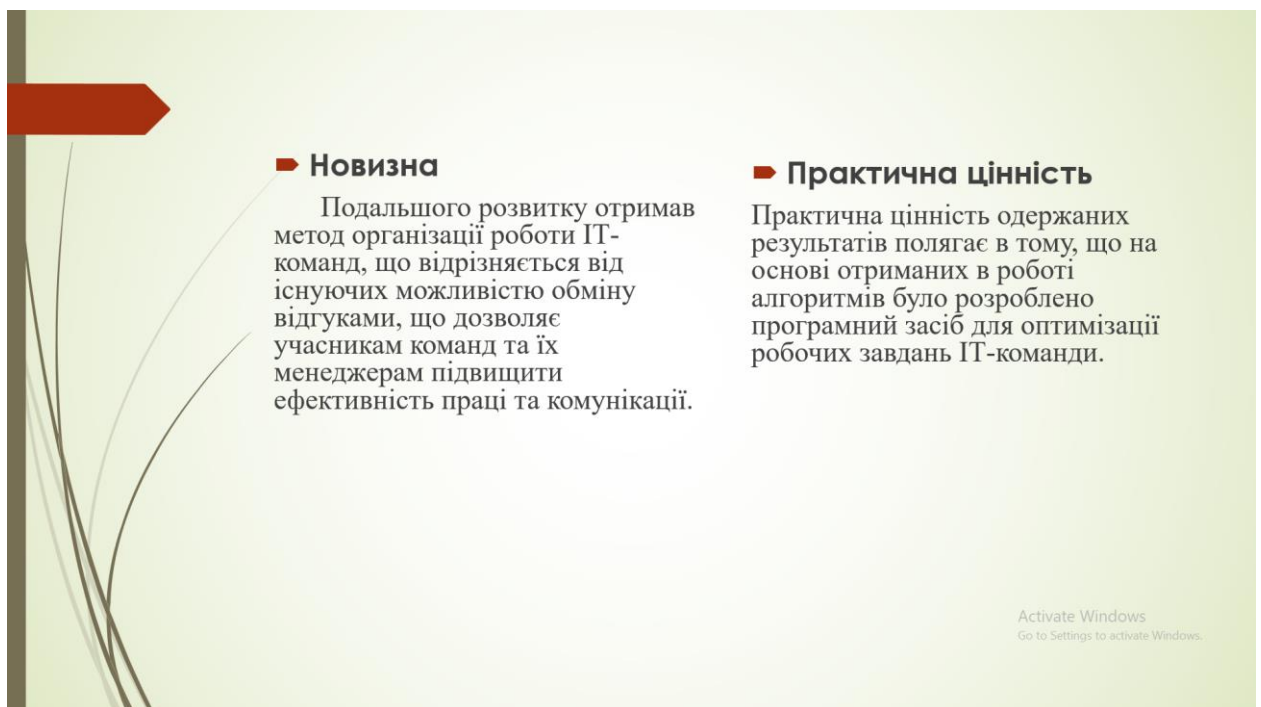 Новизна
Подальшого розвитку отримав
метод організації роботи ІТ-
команд, що відрізняється від
існуючих можливістю обміну
відгуками, що дозволяє
учасникам команд та їх
менеджерам підвищити
ефективність праці та комунікації.
Практична цінність
Практична цінність одержаних
результатів полягає в тому, що на
основі отриманих в роботі
алгоритмів було розроблено
програмний засіб для оптимізації
робочих завдань ІТ-команди.
Activate Windows
Go to Settings to activate Windows.